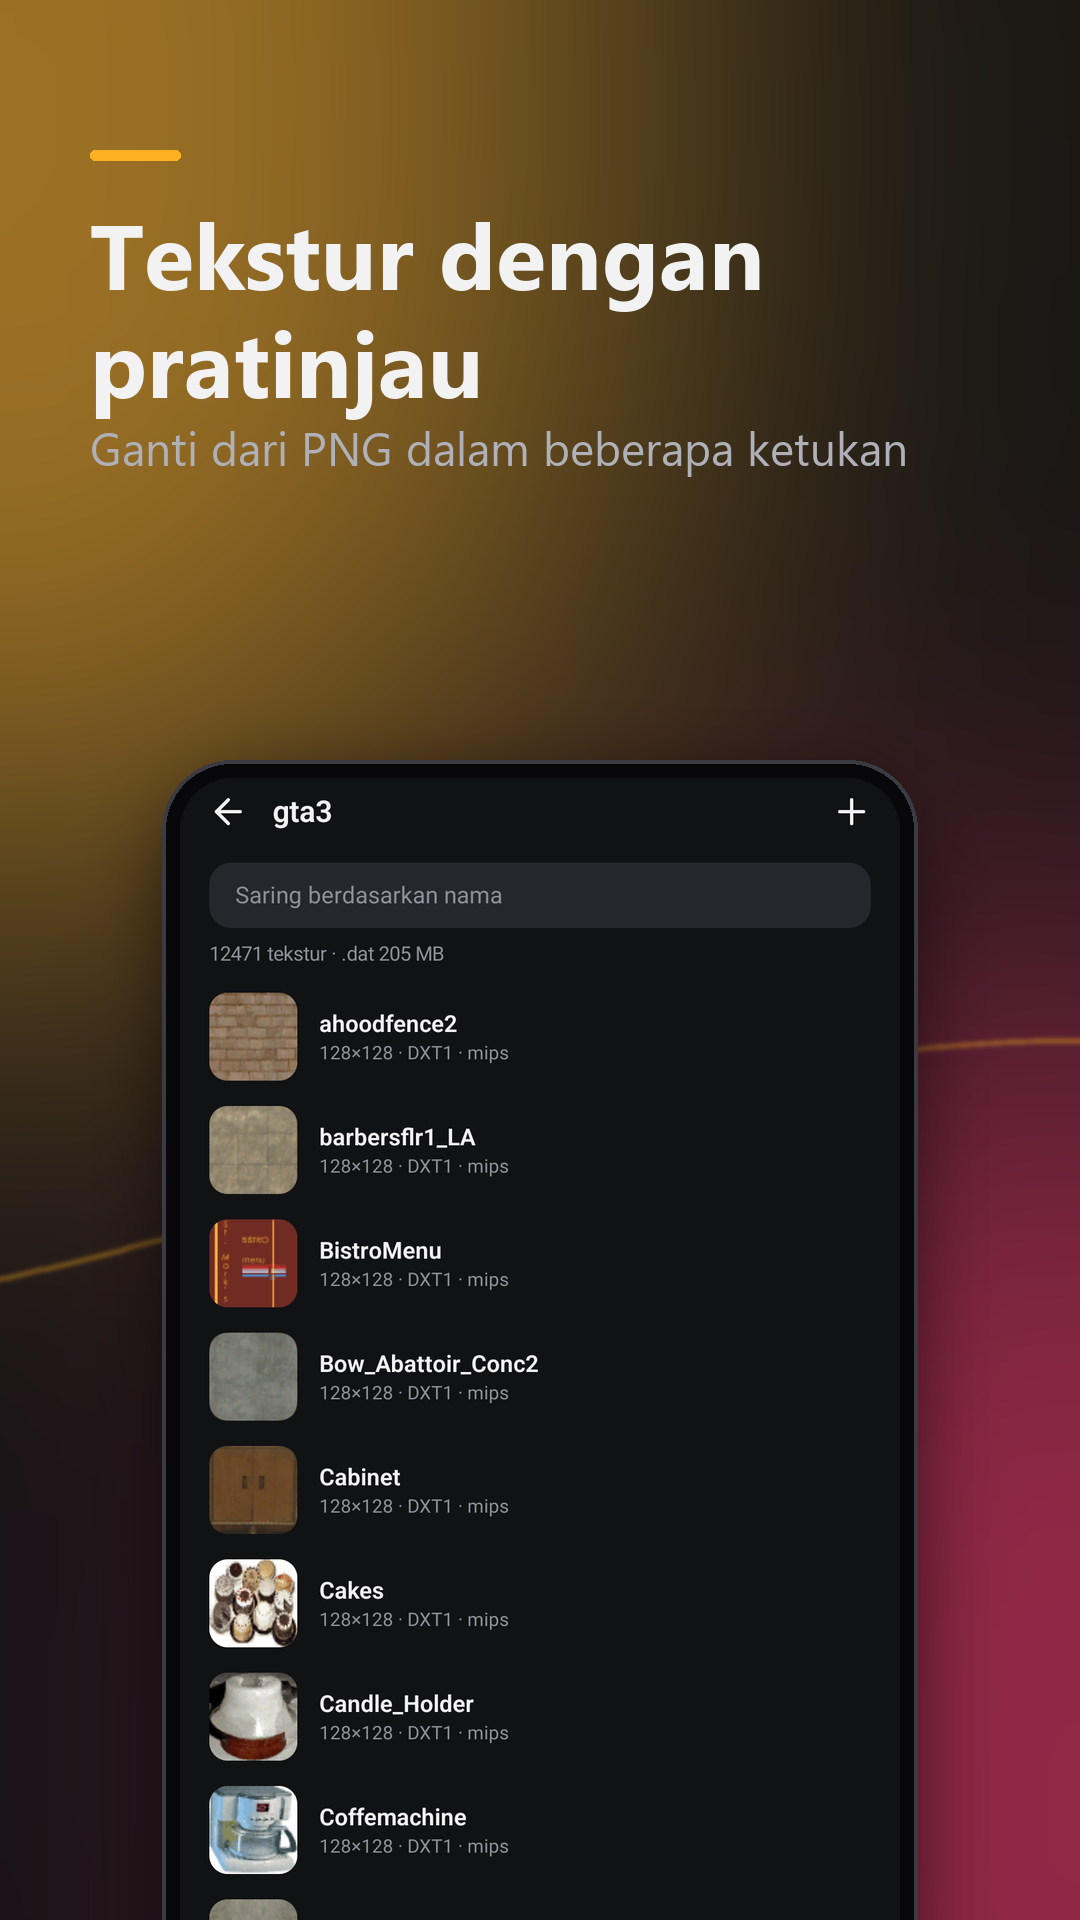 Tekstur dengan
pratinjau
Ganti dari PNG dalam beberapa ketukan
gta3
Saring berdasarkan nama
12471 tekstur · .dat 205 MB
ahoodfence2
128×128 · DXT1 · mips
barbersflr1_LA
128×128 · DXT1 · mips
BISTRO
menu
BistroMenu
128×128 · DXT1 · mips
Bow_Abattoir_Conc2
128×128 · DXT1 · mips
Cabinet
128×128 · DXT1 · mips
Cakes
128×128 · DXT1 · mips
Candle_Holder
128×128 · DXT1 · mips
Coffemachine
128×128 · DXT1 · mips